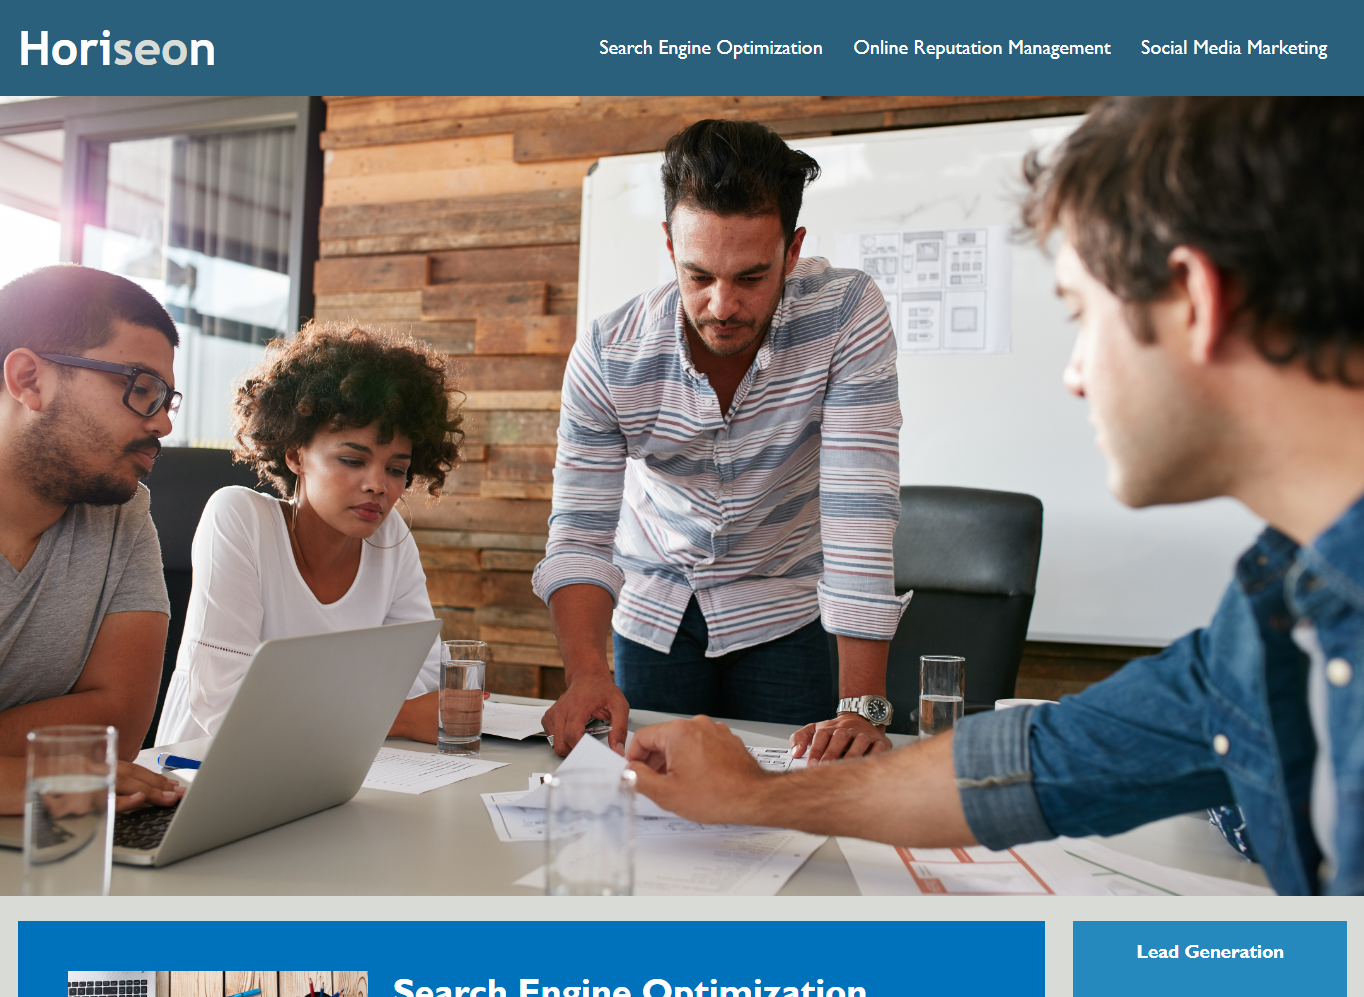 Horiseon
Search Engine Optimization
Online Reputation Management
Social Media Marketing
Search Engine Optimization
Lead Generation